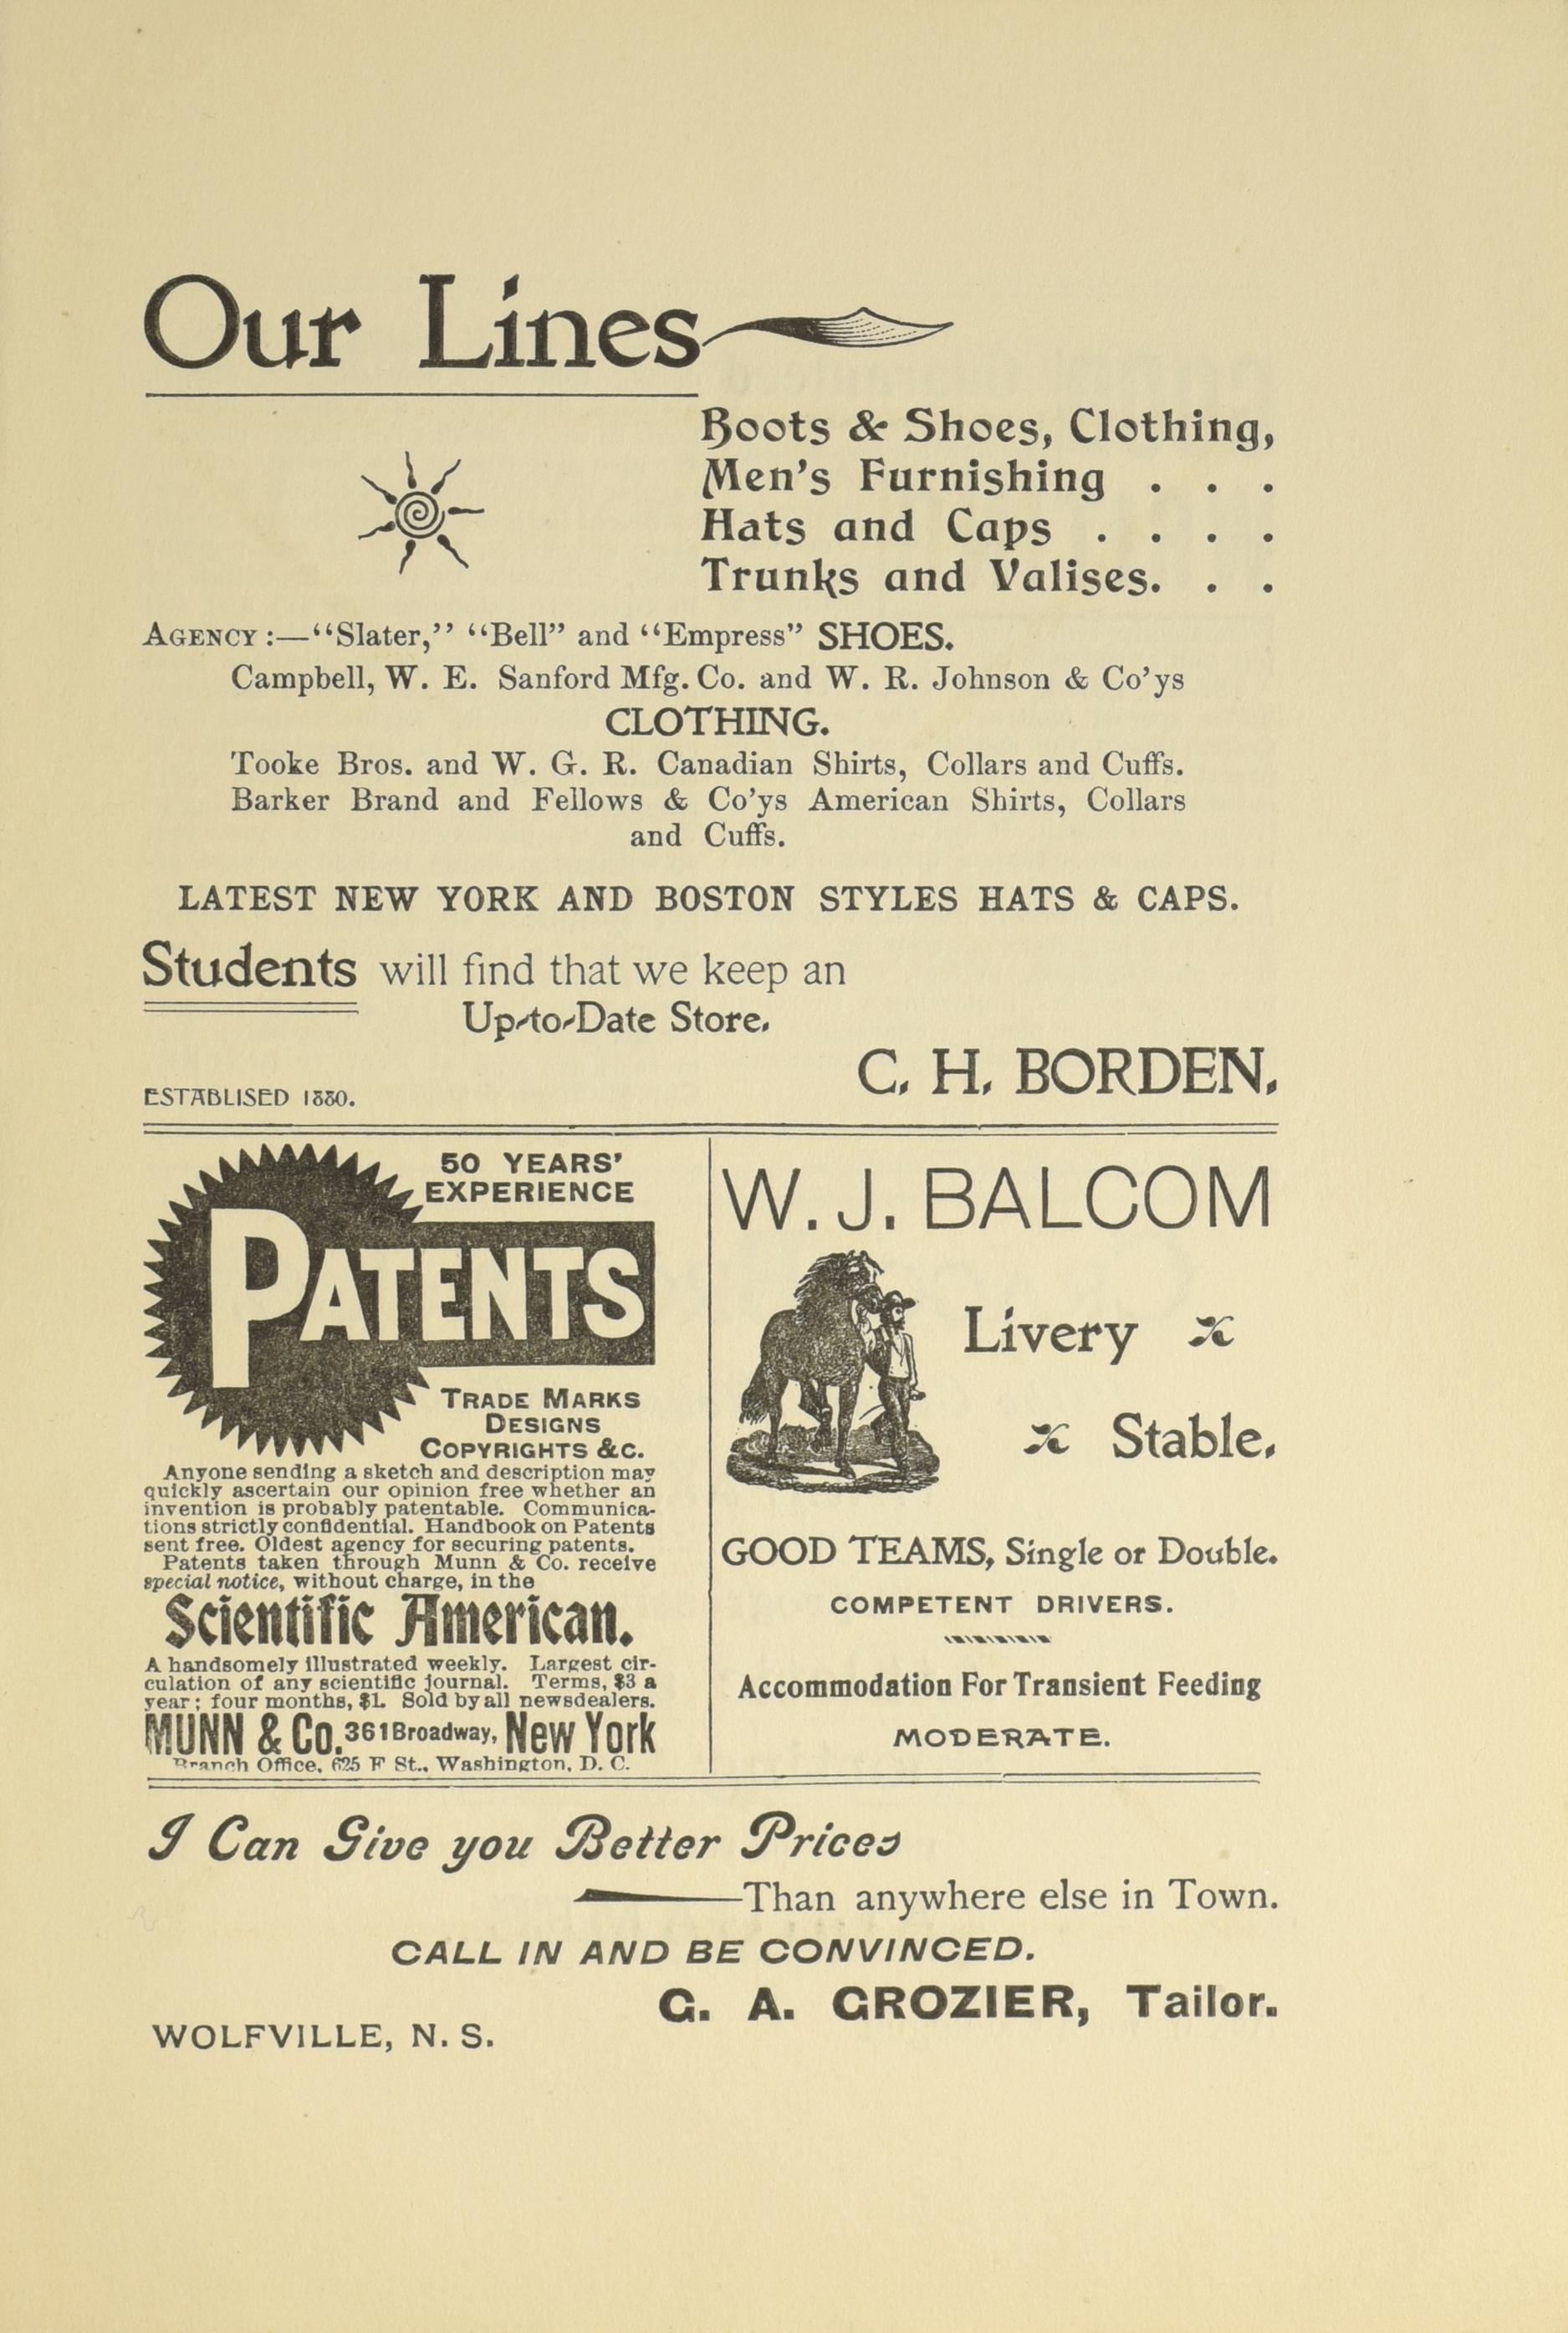 Our Lines
Boots & Shoes, Clothing,
Men's Furnishing . . .
Hats and Caps . . . .
Trunks and Valises. . .
AGENCY :—"Slater," "Bell" and "Empress" SHOES.
Campbell, W. E. Sanford Mfg. Co. and W. R. Johnson & Co'ys
CLOTHING.
Tooke Bros. and W. G. R. Canadian Shirts, Collars and Cuffs.
Barker Brand and Fellows & Co'ys American Shirts, Collars
and Cuffs.
LATEST NEW YORK AND BOSTON STYLES HATS & CAPS.
Students will find that we keep an
Up-to-Date Store.
C. H. BORDEN.
ESTABLISED 1880.
50 YEARS'
EXPERIENCE
PATENTS
TRADE MARKS
DESIGNS
COPYRIGHTS &C.
Anyone sending a sketch and description may
quickly ascertain our opinion free whether an
invention is probably patentable. Communica-
tions strictly confidential. Handbook on Patents
sent free. Oldest agency for securing patents.
Patents taken through Munn & Co. receive
special notice, without charge, in the
Scientific American.
A handsomely illustrated weekly. Largest cir-
culation of any scientific journal. Terms, $3 a
year; four months, $1. Sold by all newsdealers.
MUNN & Co. 361 Broadway, New York
Branch Office, 625 F St., Washington, D. C.
W. J. BALCOM
Livery
Stable.
GOOD TEAMS, Single or Double.
COMPETENT DRIVERS.
Accommodation For Transient Feeding
MODERATE.
I Can Give you Better Prices
Than anywhere else in Town.
CALL IN AND BE CONVINCED.
G. A. GROZIER, Tailor.
WOLFVILLE, N. S.